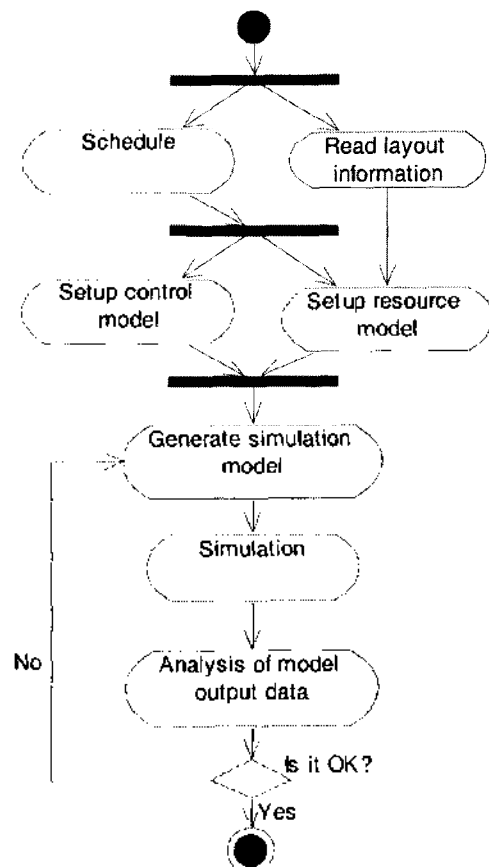 Schedule
Read layout
information
Setup control
model
Setup resource
model
Generate simulation
model
Simulation
No
Analysis of model
output data
Is it OK?
Yes